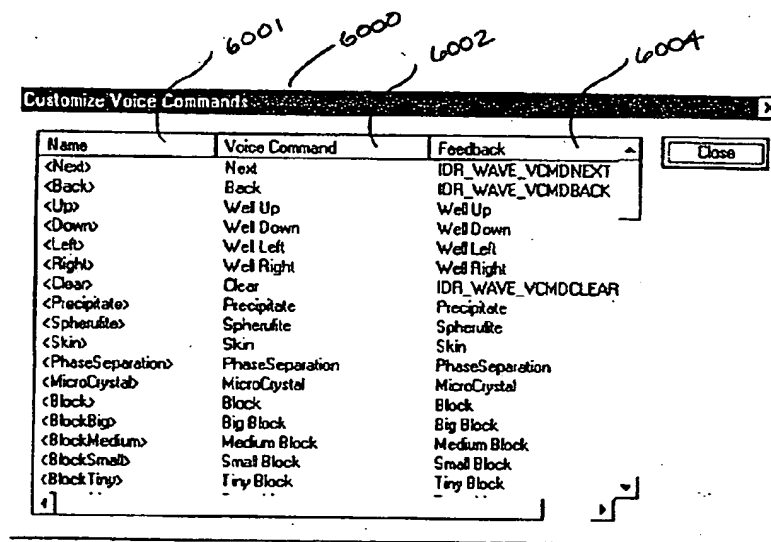 6001 6000 6002 6004
Customize Voice Commands
Name Voice Command Feedback
Close
<Next> Next IDR_WAVE_VCMDNEXT
<Back> Back IDR_WAVE_VCMDBACK
<Up> Well Up Well Up
<Down> Well Down Well Down
<Left> Well Left Well Left
<Right> Well Right Well Right
<Clear> Clear IDR_WAVE_VCMDCLEAR
<Precipitate> Precipitate Precipitate
<Spherulite> Spherulite Spherulite
<Skin> Skin Skin
<PhaseSeparation> PhaseSeparation PhaseSeparation
<MicroCrystal> MicroCrystal MicroCrystal
<Block> Block Block
<BlockBig> Big Block Big Block
<BlockMedium> Medium Block Medium Block
<BlockSmall> Small Block Small Block
<BlockTiny> Tiny Block Tiny Block